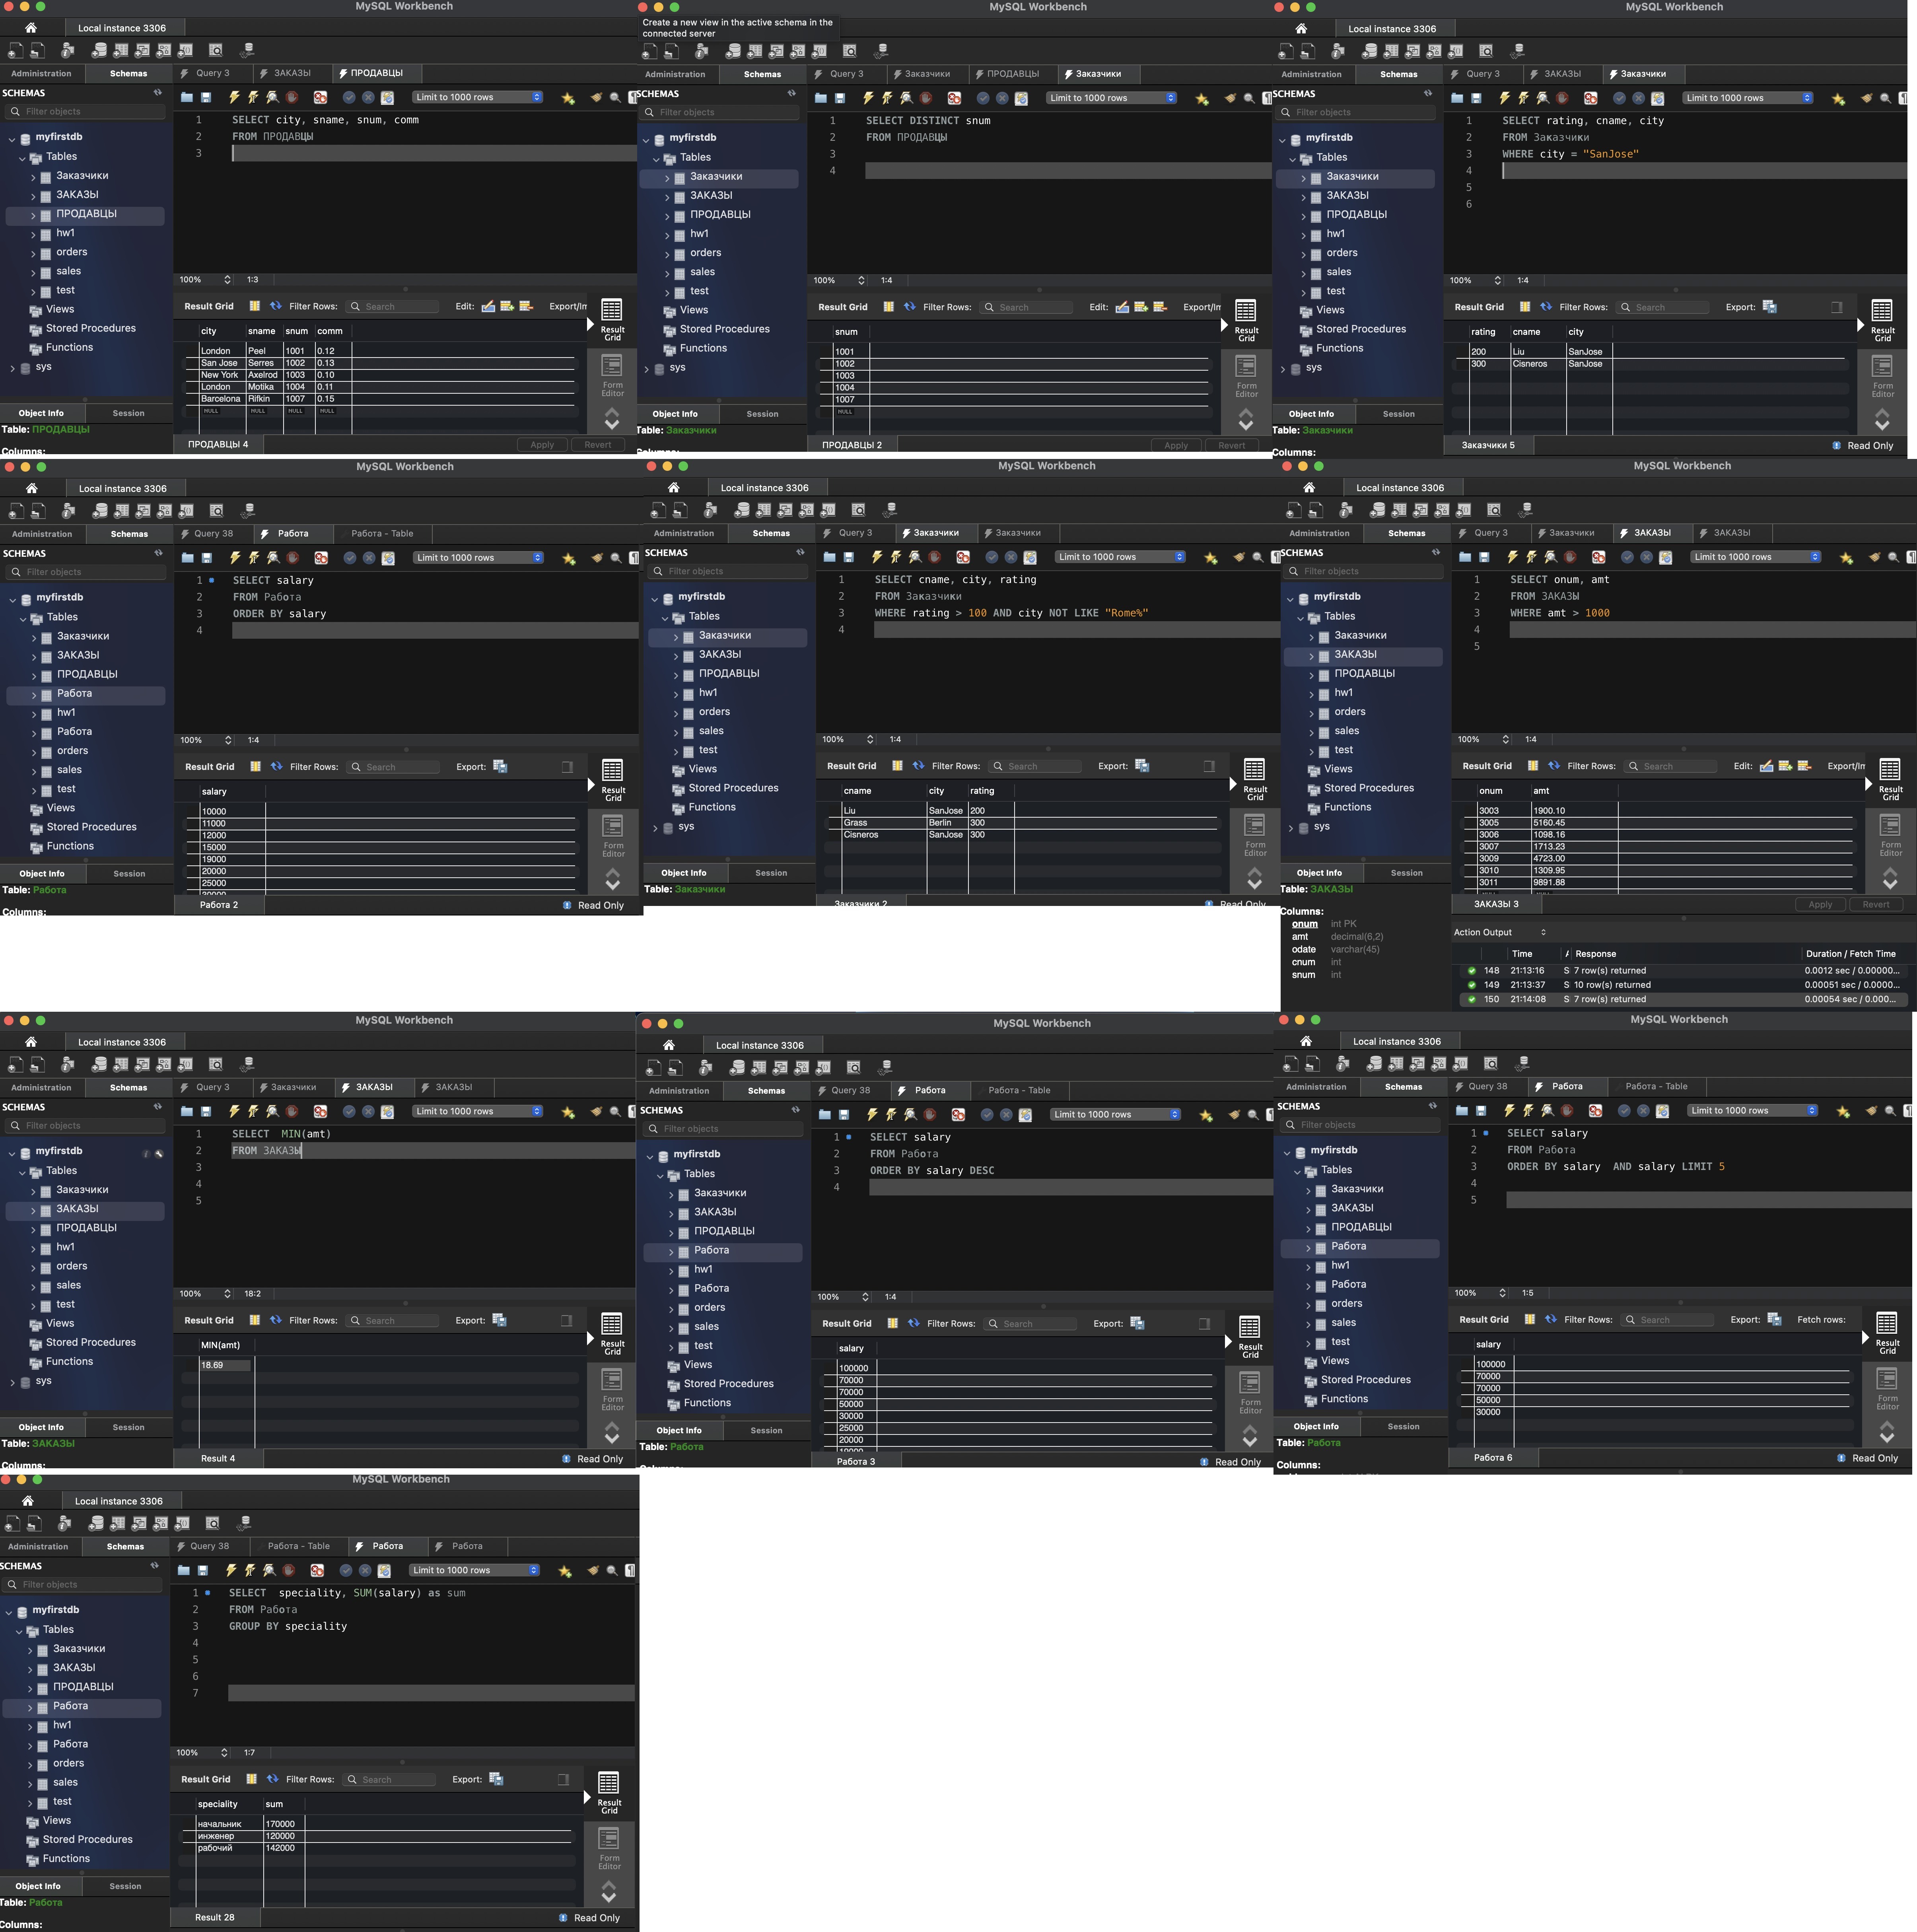 MySQL Workbench
Local instance 3306
Administration Schemas Query 3 ЗАКАЗЫ ПРОДАВЦЫ
SCHEMAS Limit to 1000 rows
Filter objects
1 SELECT city, sname, snum, comm
2 FROM ПРОДАВЦЫ
3
myfirstdb
Tables
Заказчики
ЗАКАЗЫ
ПРОДАВЦЫ
hw1
orders
sales
test
Views
Stored Procedures
Functions
sys
100% 1:3
Result Grid Filter Rows: Search Edit: Export/Im
city sname snum comm
London Peel 1001 0.12
San Jose Serres 1002 0.13
New York Axelrod 1003 0.10
London Motika 1004 0.11
Barcelona Rifkin 1007 0.15
NULL NULL NULL NULL
Result Grid
Form Editor
Object Info Session
Table: ПРОДАВЦЫ
Columns:
ПРОДАВЦЫ 4 Apply Revert
MySQL Workbench
Create a new view in the active schema in the
connected server
Administration Schemas Query 3 Заказчики ПРОДАВЦЫ Заказчики
SCHEMAS Limit to 1000 rows
Filter objects
1 SELECT DISTINCT snum
2 FROM ПРОДАВЦЫ
3
4
myfirstdb
Tables
Заказчики
ЗАКАЗЫ
ПРОДАВЦЫ
hw1
orders
sales
test
Views
Stored Procedures
Functions
sys
100% 1:4
Result Grid Filter Rows: Search Edit: Export/Im
snum
1001
1002
1003
1004
1007
NULL
Result Grid
Form Editor
Object Info Session
Table: Заказчики
Columns:
ПРОДАВЦЫ 2 Apply Revert
MySQL Workbench
Local instance 3306
Administration Schemas Query 3 ЗАКАЗЫ Заказчики
SCHEMAS Limit to 1000 rows
Filter objects
1 SELECT rating, cname, city
2 FROM Заказчики
3 WHERE city = "SanJose"
4
5
6
myfirstdb
Tables
Заказчики
ЗАКАЗЫ
ПРОДАВЦЫ
hw1
orders
sales
test
Views
Stored Procedures
Functions
sys
100% 1:4
Result Grid Filter Rows: Search Export:
rating cname city
200 Liu SanJose
300 Cisneros SanJose
Result Grid
Form Editor
Object Info Session
Table: Заказчики
Columns:
Заказчики 5 Read Only
MySQL Workbench
Local instance 3306
Administration Schemas Query 38 Работа Работа - Table
SCHEMAS Limit to 1000 rows
Filter objects
1 SELECT salary
2 FROM Работа
3 ORDER BY salary
4
myfirstdb
Tables
Заказчики
ЗАКАЗЫ
ПРОДАВЦЫ
Работа
hw1
Работа
orders
sales
test
Views
Stored Procedures
Functions
100% 1:4
Result Grid Filter Rows: Search Export:
salary
10000
11000
12000
15000
19000
20000
25000
30000
Result Grid
Form Editor
Object Info Session
Table: Работа
Columns:
Работа 2 Read Only
MySQL Workbench
Local instance 3306
Administration Schemas Query 3 Заказчики Заказчики
SCHEMAS Limit to 1000 rows
Filter objects
1 SELECT cname, city, rating
2 FROM Заказчики
3 WHERE rating > 100 AND city NOT LIKE "Rome%"
4
myfirstdb
Tables
Заказчики
ЗАКАЗЫ
ПРОДАВЦЫ
hw1
orders
sales
test
Views
Stored Procedures
Functions
sys
100% 1:4
Result Grid Filter Rows: Search Export:
cname city rating
Liu SanJose 200
Grass Berlin 300
Cisneros SanJose 300
Result Grid
Form Editor
Object Info Session
Table: Заказчики
Заказчики 2 Read Only
MySQL Workbench
Local instance 3306
Administration Schemas Query 3 Заказчики ЗАКАЗЫ ЗАКАЗЫ
SCHEMAS Limit to 1000 rows
Filter objects
1 SELECT onum, amt
2 FROM ЗАКАЗЫ
3 WHERE amt > 1000
4
5
myfirstdb
Tables
Заказчики
ЗАКАЗЫ
ПРОДАВЦЫ
hw1
orders
sales
test
Views
Stored Procedures
Functions
sys
100% 1:4
Result Grid Filter Rows: Search Edit: Export/Im
onum amt
3003 1900.10
3005 5160.45
3006 1098.16
3007 1713.23
3009 4723.00
3010 1309.95
3011 9891.88
Result Grid
Form Editor
Object Info Session
Table: ЗАКАЗЫ
ЗАКАЗЫ 3 Apply Revert
Columns:
onum int PK
amt decimal(6,2)
odate varchar(45)
cnum int
snum int
Action Output
Time A Response Duration / Fetch Time
148 21:13:16 S 7 row(s) returned 0.0012 sec / 0.00000...
149 21:13:37 S 10 row(s) returned 0.00051 sec / 0.0000...
150 21:14:08 S 7 row(s) returned 0.00054 sec / 0.000...
MySQL Workbench
Local instance 3306
Administration Schemas Query 3 Заказчики ЗАКАЗЫ ЗАКАЗЫ
SCHEMAS Limit to 1000 rows
Filter objects
1 SELECT MIN(amt)
2 FROM ЗАКАЗЫ
3
4
5
myfirstdb
Tables
Заказчики
ЗАКАЗЫ
ПРОДАВЦЫ
hw1
orders
sales
test
Views
Stored Procedures
Functions
sys
100% 18:2
Result Grid Filter Rows: Search Export:
MIN(amt)
18.69
Result Grid
Form Editor
Object Info Session
Table: ЗАКАЗЫ
Columns:
Result 4 Read Only
MySQL Workbench
Local instance 3306
Administration Schemas Query 38 Работа Работа - Table
SCHEMAS Limit to 1000 rows
Filter objects
1 SELECT salary
2 FROM Работа
3 ORDER BY salary DESC
4
myfirstdb
Tables
Заказчики
ЗАКАЗЫ
ПРОДАВЦЫ
Работа
hw1
Работа
orders
sales
test
Views
Stored Procedures
Functions
100% 1:4
Result Grid Filter Rows: Search Export:
salary
100000
70000
70000
50000
30000
25000
20000
19000
Result Grid
Form Editor
Object Info Session
Table: Работа
Работа 3 Read Only
MySQL Workbench
Local instance 3306
Administration Schemas Query 38 Работа Работа - Table
SCHEMAS Limit to 1000 rows
Filter objects
1 SELECT salary
2 FROM Работа
3 ORDER BY salary AND salary LIMIT 5
4
5
myfirstdb
Tables
Заказчики
ЗАКАЗЫ
ПРОДАВЦЫ
Работа
hw1
Работа
orders
sales
test
Views
Stored Procedures
Functions
100% 1:5
Result Grid Filter Rows: Search Export: Fetch rows:
salary
100000
70000
70000
50000
30000
Result Grid
Form Editor
Object Info Session
Table: Работа
Columns:
Работа 6 Read Only
MySQL Workbench
Local instance 3306
Administration Schemas Query 38 Работа - Table Работа Работа
SCHEMAS Limit to 1000 rows
Filter objects
1 SELECT speciality, SUM(salary) as sum
2 FROM Работа
3 GROUP BY speciality
4
5
6
7
myfirstdb
Tables
Заказчики
ЗАКАЗЫ
ПРОДАВЦЫ
Работа
hw1
Работа
orders
sales
test
Views
Stored Procedures
Functions
100% 1:7
Result Grid Filter Rows: Search Export:
speciality sum
начальник 170000
инженер 120000
рабочий 142000
Result Grid
Form Editor
Object Info Session
Table: Работа
Columns:
Result 28 Read Only